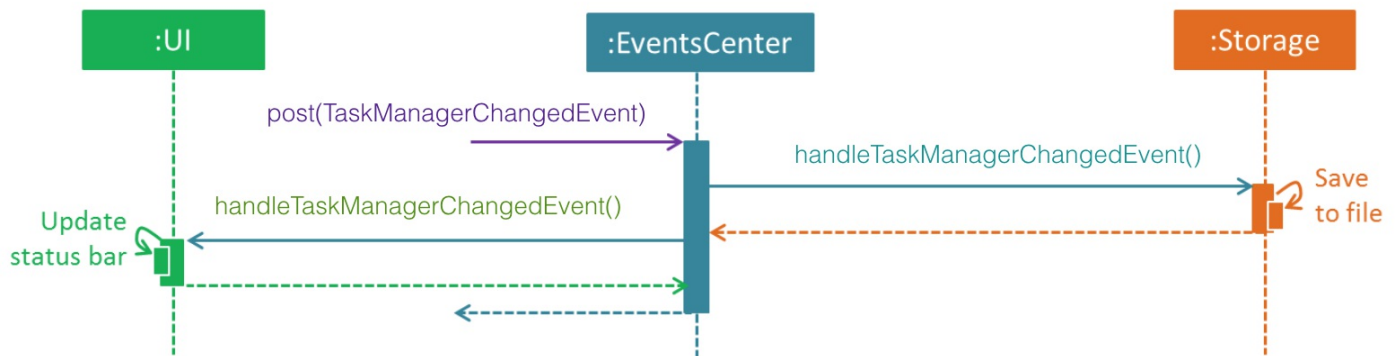 :UI
:EventsCenter
:Storage
post(TaskManagerChangedEvent)
handleTaskManagerChangedEvent()
Save
to file
handleTaskManagerChangedEvent()
Update
status bar